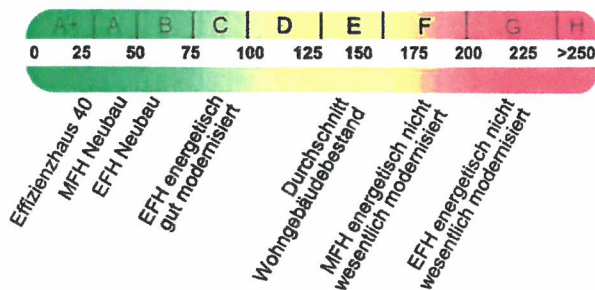 A+ A B C D E F G H
0 25 50 75 100 125 150 175 200 225 >250
Effizienzhaus 40
MFH Neubau
EFH Neubau
EFH energetisch
gut modernisiert
Durchschnitt
Wohngebäudebestand
MFH energetisch nicht
wesentlich modernisiert
EFH energetisch nicht
wesentlich modernisiert